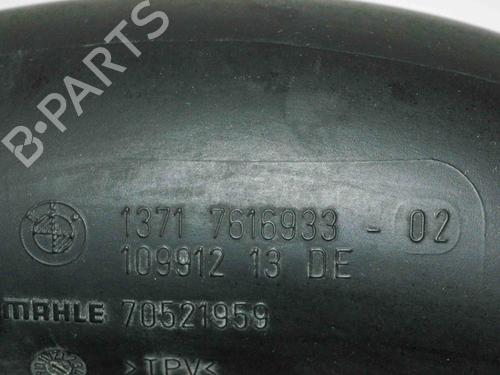 B-PARTS
1371 7616933 - 02
109912 13 DE
MAHLE 70521959
>TPV<